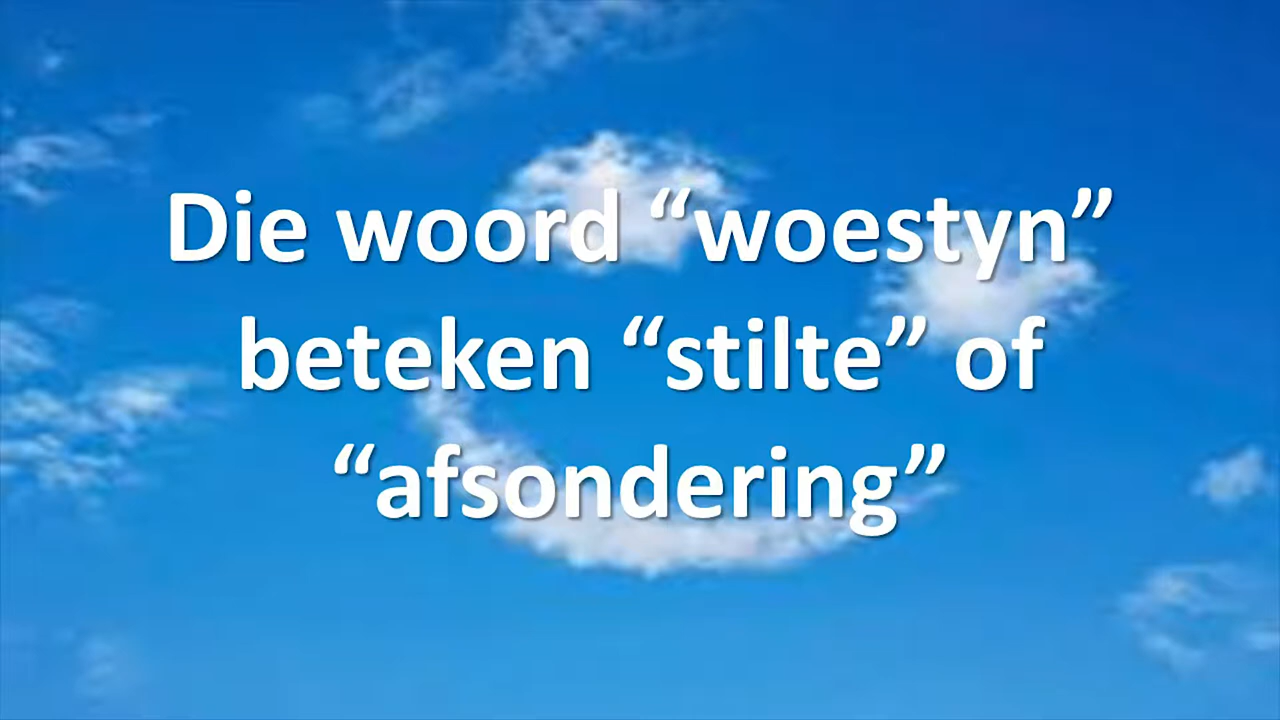 Die woord “woestyn”
beteken “stilte” of
“afsondering”